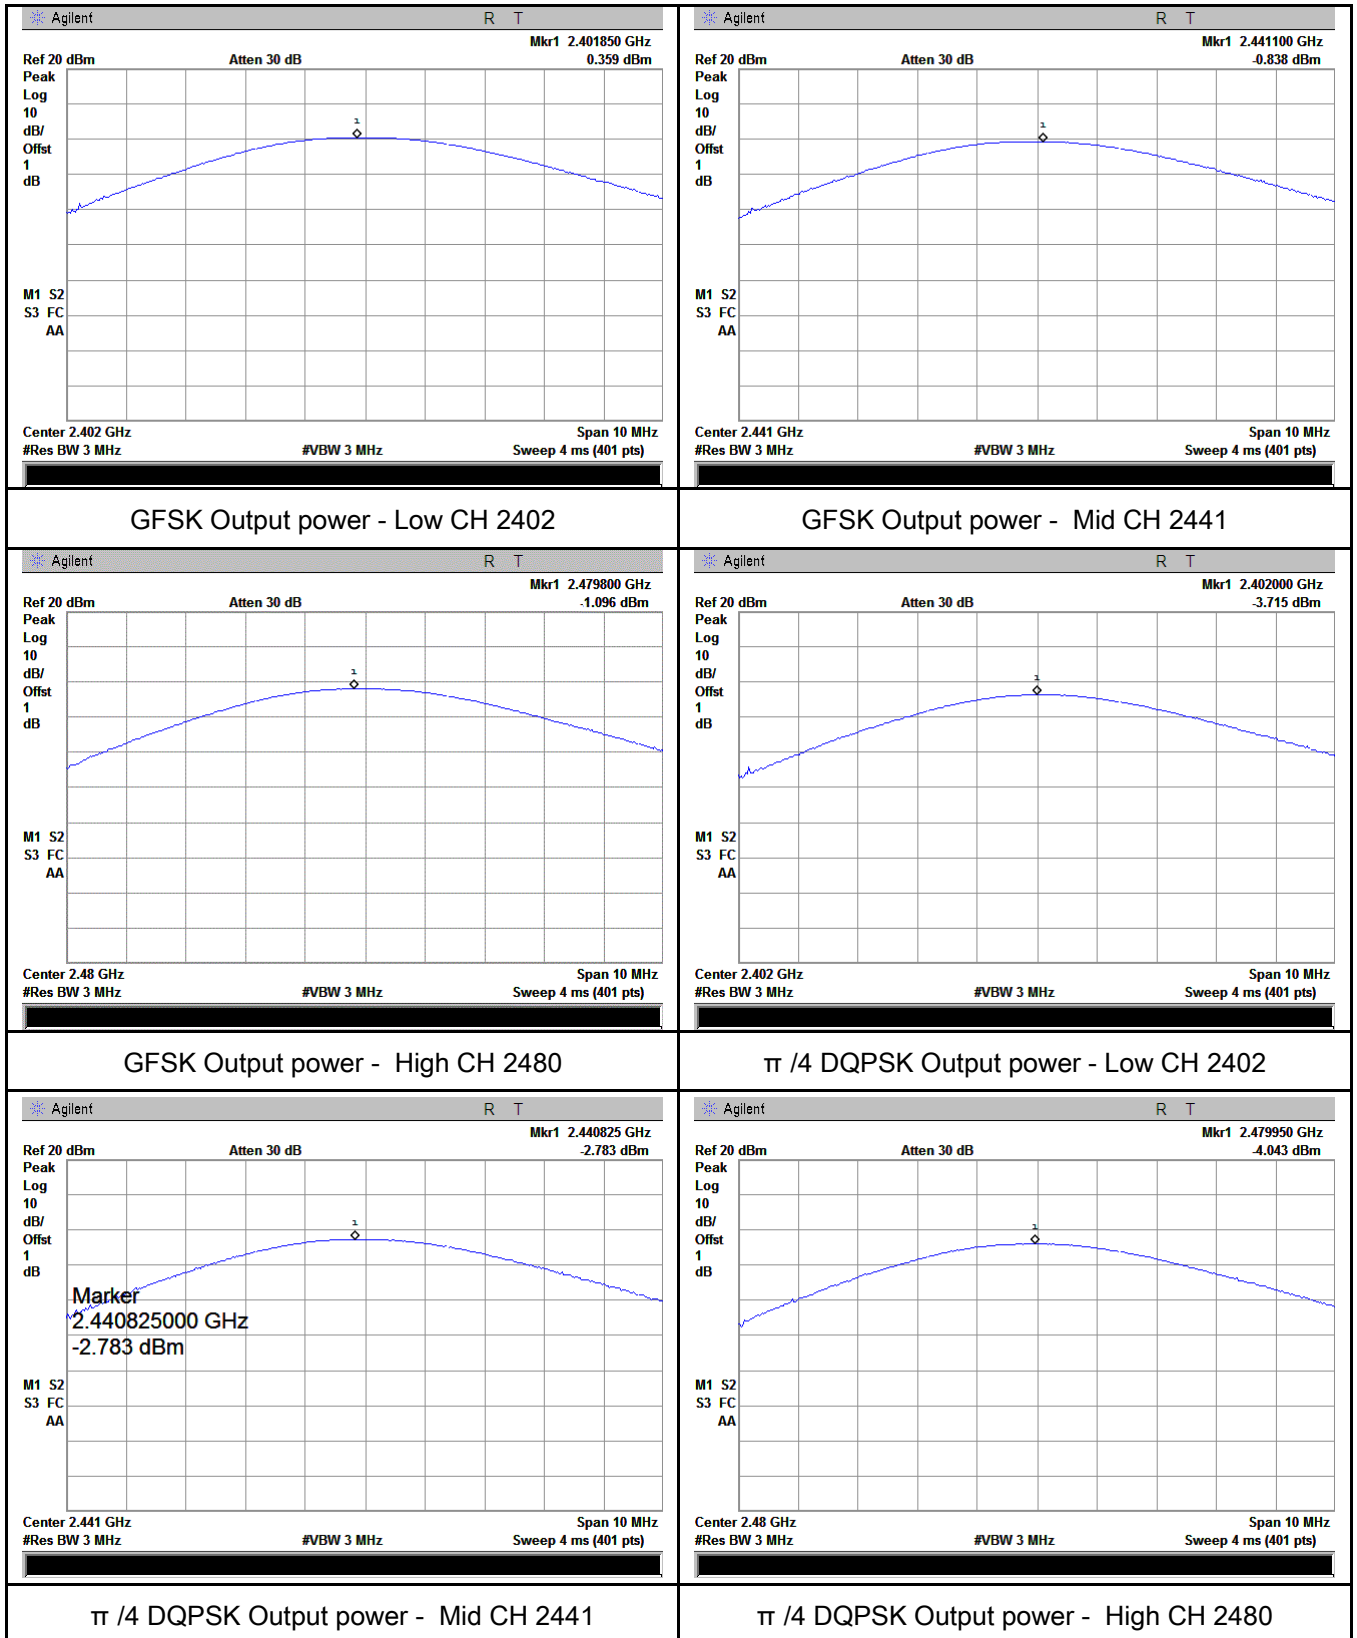 Agilent R T
Mkr1 2.401850 GHz
Ref 20 dBm Atten 30 dB 0.359 dBm
Peak
Log
10
dB/
Offst
1
dB
1
M1 S2
S3 FC
AA
Center 2.402 GHz Span 10 MHz
#Res BW 3 MHz #VBW 3 MHz Sweep 4 ms (401 pts)
GFSK Output power - Low CH 2402
Agilent R T
Mkr1 2.441100 GHz
Ref 20 dBm Atten 30 dB -0.838 dBm
Peak
Log
10
dB/
Offst
1
dB
1
M1 S2
S3 FC
AA
Center 2.441 GHz Span 10 MHz
#Res BW 3 MHz #VBW 3 MHz Sweep 4 ms (401 pts)
GFSK Output power - Mid CH 2441
Agilent R T
Mkr1 2.479800 GHz
Ref 20 dBm Atten 30 dB -1.096 dBm
Peak
Log
10
dB/
Offst
1
dB
1
M1 S2
S3 FC
AA
Center 2.48 GHz Span 10 MHz
#Res BW 3 MHz #VBW 3 MHz Sweep 4 ms (401 pts)
GFSK Output power - High CH 2480
Agilent R T
Mkr1 2.402000 GHz
Ref 20 dBm Atten 30 dB -3.715 dBm
Peak
Log
10
dB/
Offst
1
dB
1
M1 S2
S3 FC
AA
Center 2.402 GHz Span 10 MHz
#Res BW 3 MHz #VBW 3 MHz Sweep 4 ms (401 pts)
π /4 DQPSK Output power - Low CH 2402
Agilent R T
Mkr1 2.440825 GHz
Ref 20 dBm Atten 30 dB -2.783 dBm
Peak
Log
10
dB/
Offst
1
dB
1
Marker
2.440825000 GHz
-2.783 dBm
M1 S2
S3 FC
AA
Center 2.441 GHz Span 10 MHz
#Res BW 3 MHz #VBW 3 MHz Sweep 4 ms (401 pts)
π /4 DQPSK Output power - Mid CH 2441
Agilent R T
Mkr1 2.479950 GHz
Ref 20 dBm Atten 30 dB -4.043 dBm
Peak
Log
10
dB/
Offst
1
dB
1
M1 S2
S3 FC
AA
Center 2.48 GHz Span 10 MHz
#Res BW 3 MHz #VBW 3 MHz Sweep 4 ms (401 pts)
π /4 DQPSK Output power - High CH 2480